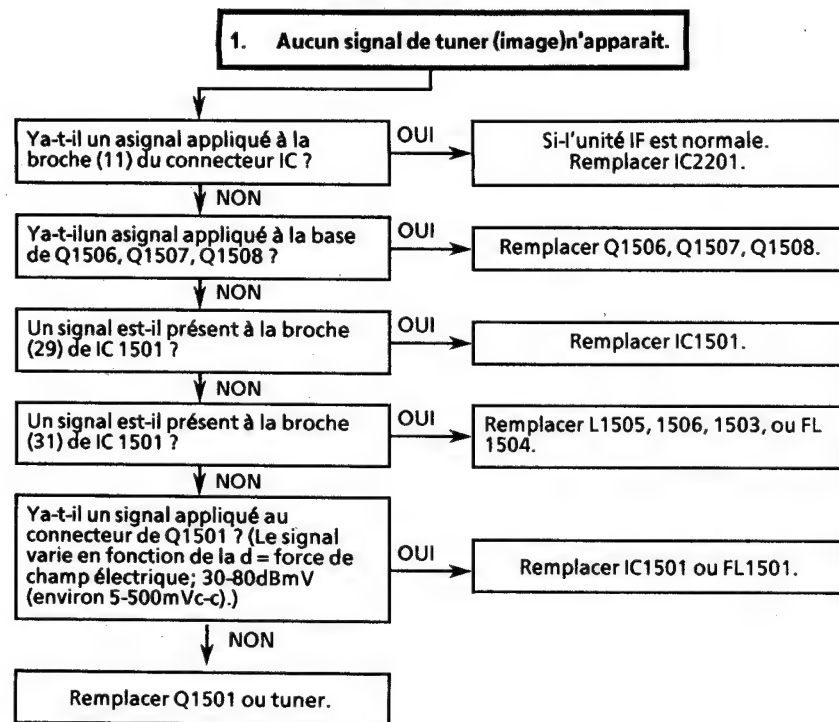 1. Aucun signal de tuner (image)n'apparait.
Ya-t-il un asignal appliqué à la
broche (11) du connecteur IC ?
OUI
Si-l'unité IF est normale.
Remplacer IC2201.
NON
Ya-t-ilun asignal appliqué à la base
de Q1506, Q1507, Q1508 ?
OUI
Remplacer Q1506, Q1507, Q1508.
NON
Un signal est-il présent à la broche
(29) de IC 1501 ?
OUI
Remplacer IC1501.
NON
Un signal est-il présent à la broche
(31) de IC 1501 ?
OUI
Remplacer L1505, 1506, 1503, ou FL
1504.
NON
Ya-t-il un signal appliqué au
connecteur de Q1501 ? (Le signal
varie en fonction de la d = force de
champ électrique; 30-80dBmV
(environ 5-500mVc-c).)
OUI
Remplacer IC1501 ou FL1501.
NON
Remplacer Q1501 ou tuner.